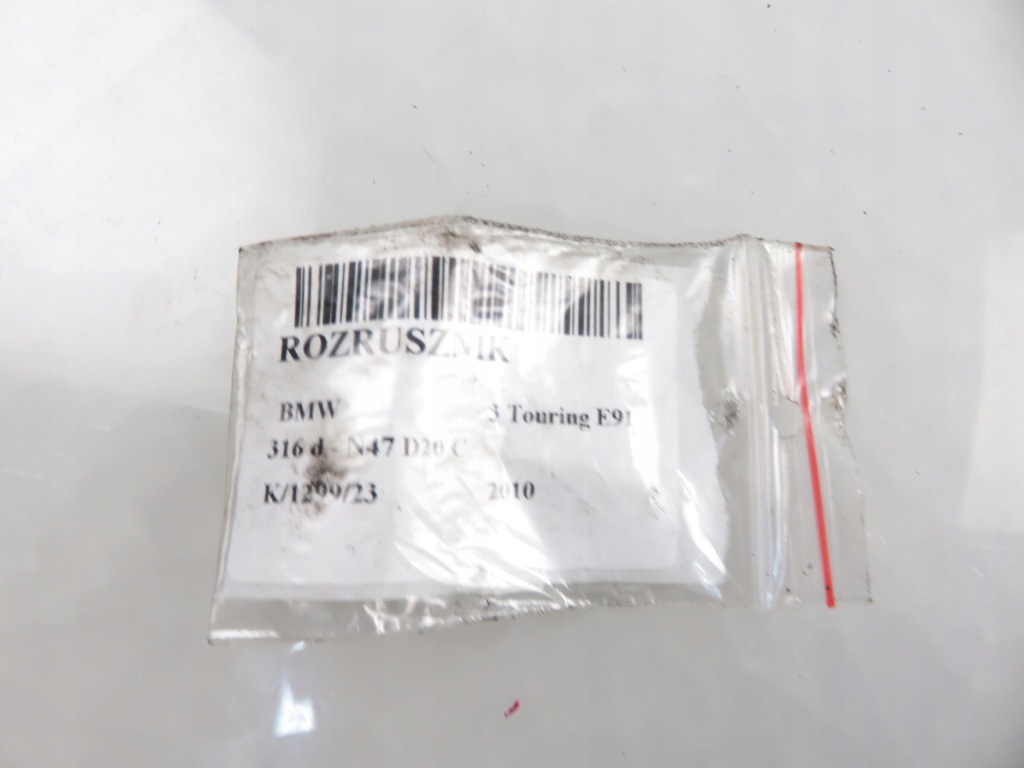 ROZRUSZNIK
BMW 3 Touring E91
316 d - N47 D20 C
K/1299/23 2010